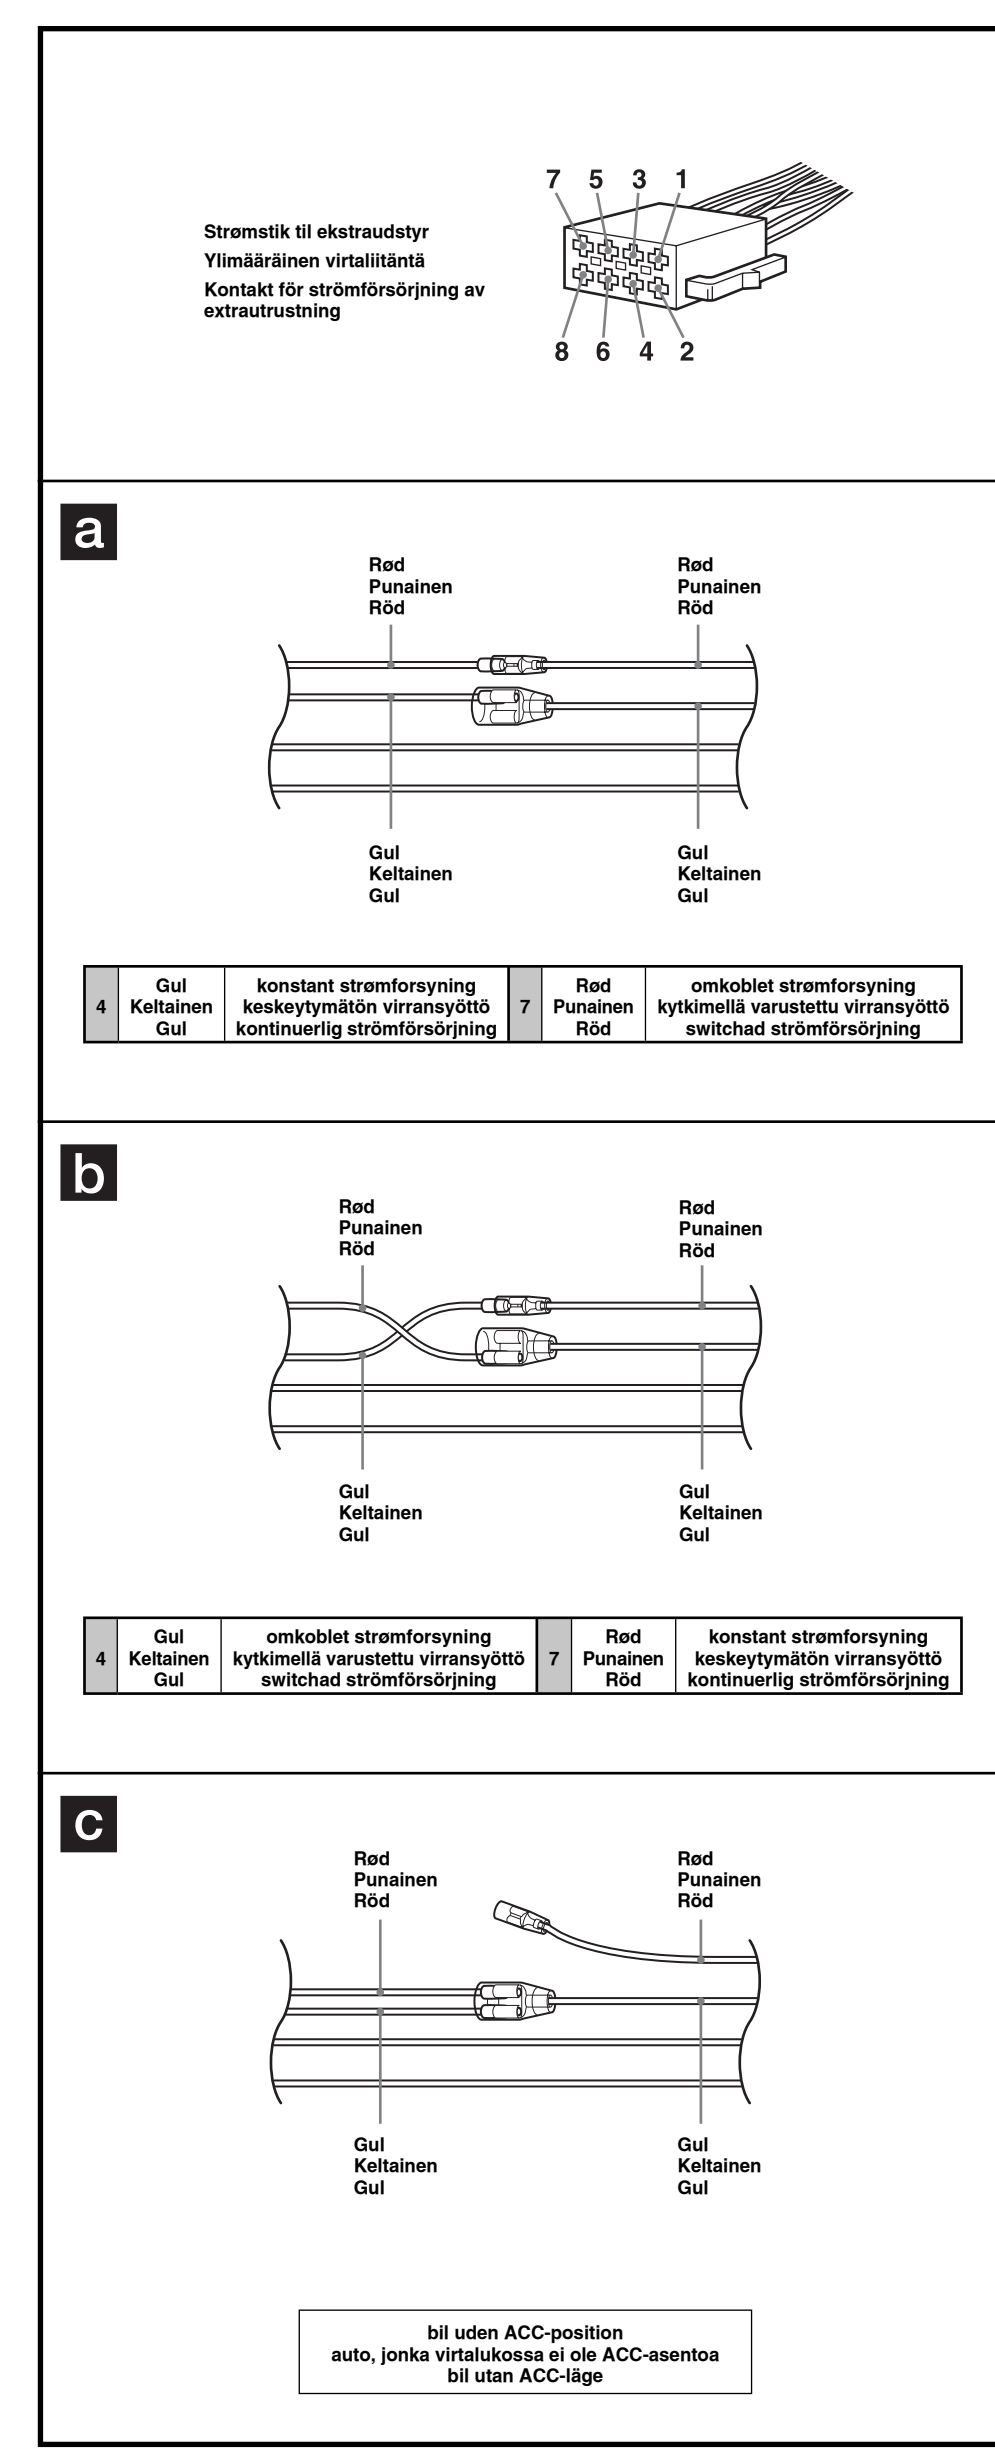 7 5 3 1
Strømstik til ekstraudstyr
Ylimääräinen virtaliitäntä
Kontakt för strömförsörjning av
extrautrustning
8 6 4 2
a
Rød
Punainen
Röd
Rød
Punainen
Röd
Gul
Keltainen
Gul
Gul
Keltainen
Gul
4
Gul
Keltainen
Gul
konstant strømforsyning
keskeytymätön virransyöttö
kontinuerlig strömförsörjning
7
Rød
Punainen
Röd
omkoblet strømforsyning
kytkimellä varustettu virransyöttö
switchad strömförsörjning
b
Rød
Punainen
Röd
Rød
Punainen
Röd
Gul
Keltainen
Gul
Gul
Keltainen
Gul
4
Gul
Keltainen
Gul
omkoblet strømforsyning
kytkimellä varustettu virransyöttö
switchad strömförsörjning
7
Rød
Punainen
Röd
konstant strømforsyning
keskeytymätön virransyöttö
kontinuerlig strömförsörjning
c
Rød
Punainen
Röd
Rød
Punainen
Röd
Gul
Keltainen
Gul
Gul
Keltainen
Gul
bil uden ACC-position
auto, jonka virtalukossa ei ole ACC-asentoa
bil utan ACC-läge